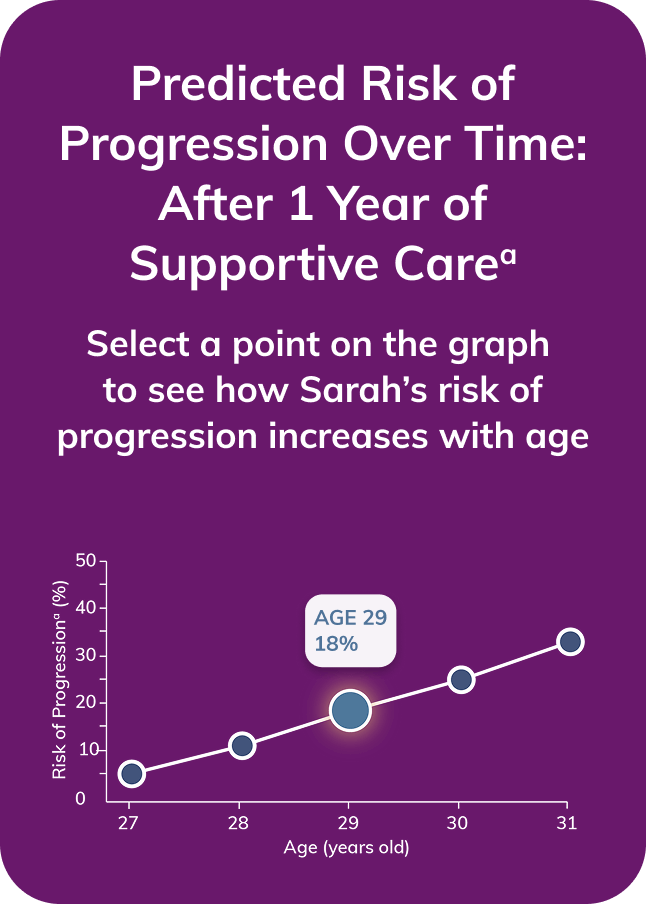 Predicted Risk of
Progression Over Time:
After 1 Year of
Supportive Careᵃ
Select a point on the graph
to see how Sarah’s risk of
progression increases with age
50
40
30
20
10
0
Risk of Progressionᵃ (%)
AGE 29
18%
27 28 29 30 31
Age (years old)